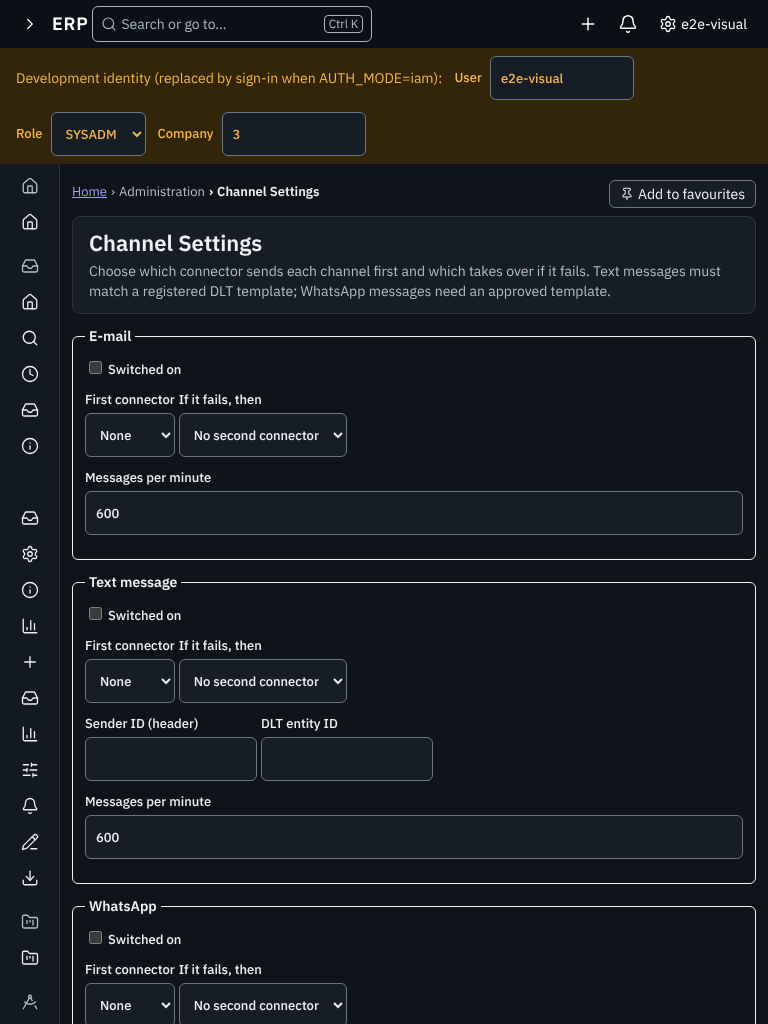 ERP
Search or go to...
Ctrl K
e2e-visual
Development identity (replaced by sign-in when AUTH_MODE=iam): User e2e-visual
Role SYSADM Company 3
Home › Administration › Channel Settings
Add to favourites
Channel Settings
Choose which connector sends each channel first and which takes over if it fails. Text messages must
match a registered DLT template; WhatsApp messages need an approved template.
E-mail
Switched on
First connector If it fails, then
None No second connector
Messages per minute
600
Text message
Switched on
First connector If it fails, then
None No second connector
Sender ID (header) DLT entity ID
Messages per minute
600
WhatsApp
Switched on
First connector If it fails, then
None No second connector